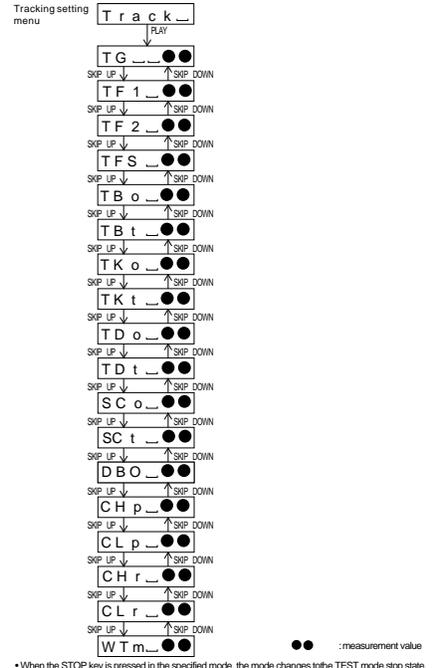 Tracking setting
menu
Track⎵
PLAY
TG⎵⎵●●
SKIP UP SKIP DOWN
TF1⎵●●
SKIP UP SKIP DOWN
TF2⎵●●
SKIP UP SKIP DOWN
TFS⎵●●
SKIP UP SKIP DOWN
TBo⎵●●
SKIP UP SKIP DOWN
TBt⎵●●
SKIP UP SKIP DOWN
TKo⎵●●
SKIP UP SKIP DOWN
TKt⎵●●
SKIP UP SKIP DOWN
TDo⎵●●
SKIP UP SKIP DOWN
TDt⎵●●
SKIP UP SKIP DOWN
SCo⎵●●
SKIP UP SKIP DOWN
SCt⎵●●
SKIP UP SKIP DOWN
DBO⎵●●
SKIP UP SKIP DOWN
CHp⎵●●
SKIP UP SKIP DOWN
CLp⎵●●
SKIP UP SKIP DOWN
CHr⎵●●
SKIP UP SKIP DOWN
CLr⎵●●
SKIP UP SKIP DOWN
WTm⎵●●
●● : measurement value
• When the STOP key is pressed in the specified mode, the mode changes tothe TEST mode stop state.